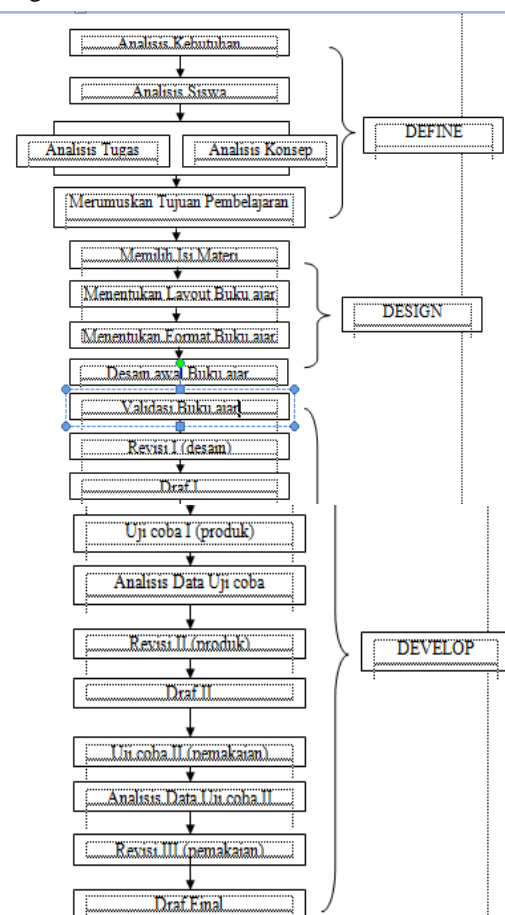 Analisis Kebutuhan
Analisis Siswa
Analisis Tugas
Analisis Konsep
DEFINE
Merumuskan Tujuan Pembelajaran
Memilih Isi Materi
Menentukan Layout Buku ajar
DESIGN
Menentukan Format Buku ajar
Desain awal Buku ajar
Validasi Buku ajar
Revisi I (desain)
Draf I
Uji coba I (produk)
Analisis Data Uji coba
Revisi II (produk)
DEVELOP
Draf II
Uji coba II (pemakaian)
Analisis Data Uji coba II
Revisi III (pemakaian)
Draf Final